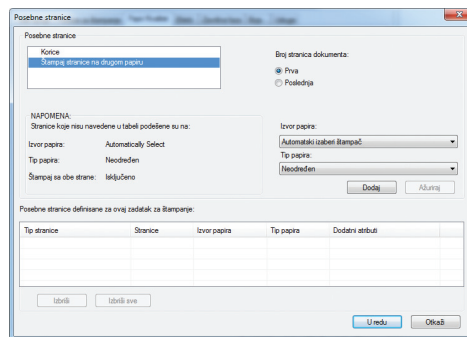 Posebne stranice
Posebne stranice
Korice
Štampaj stranice na drugom papiru
Broj stranica dokumenta:
Prva
Poslednja
NAPOMENA:
Stranice koje nisu navedene u tabeli podešene su na:
Izvor papira: Automatically Select
Tip papira: Neodređen
Štampaj sa obe strane: Isključeno
Izvor papira:
Automatski izaberi štampač
Tip papira:
Neodređen
Dodaj Ažuriraj
Posebne stranice definisane za ovaj zadatak za štampanje:
Tip stranice Stranice Izvor papira Tip papira Dodatni atributi
Izbriši Izbriši sve
U redu Otkaži